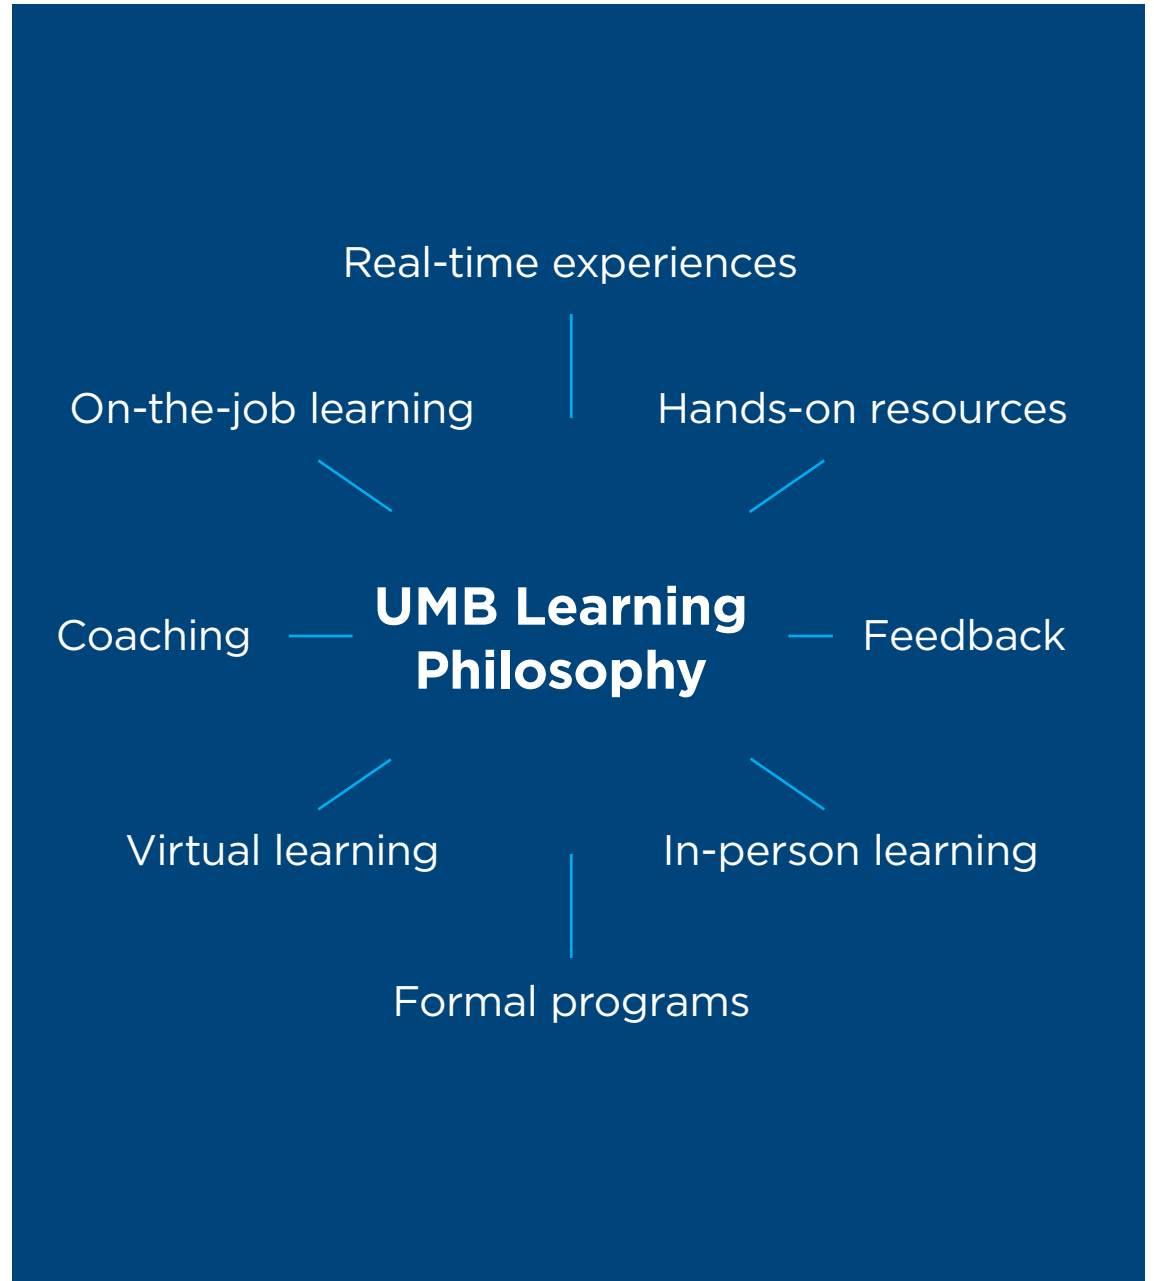 Real-time experiences
On-the-job learning
Hands-on resources
Coaching
UMB Learning
Philosophy
Feedback
Virtual learning
In-person learning
Formal programs